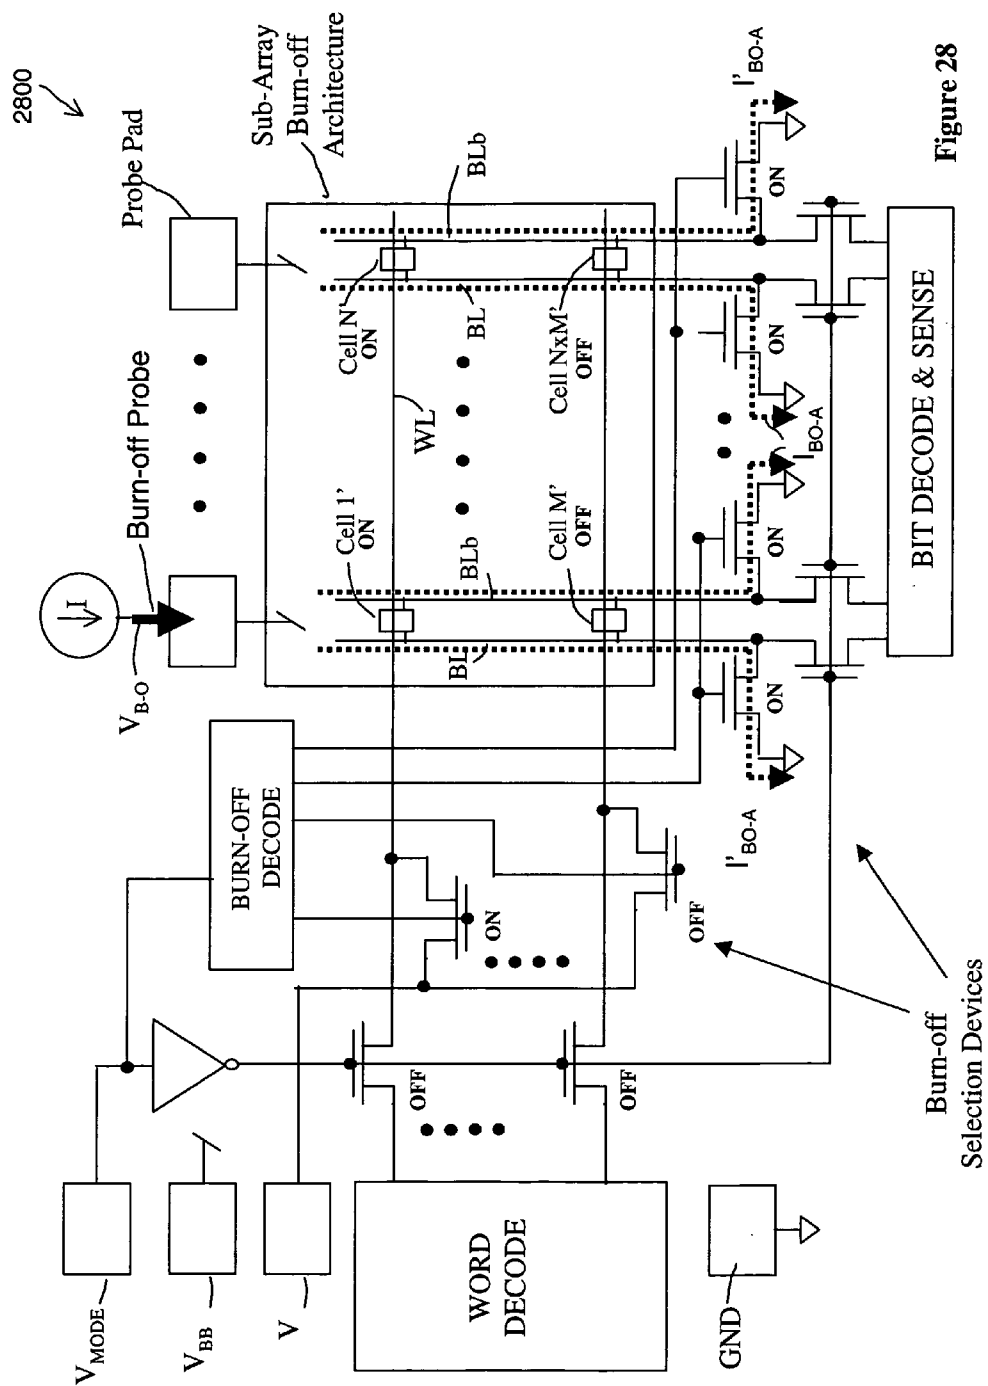 2800
Probe Pad
Burn-off Probe
V_B-O
I
Sub-Array
Burn-off
Architecture
V_MODE
V_BB
V
BURN-OFF
DECODE
WORD
DECODE
GND
Cell 1'
ON
Cell N'
ON
WL
BL
BLb
BL
BLb
Cell M'
OFF
Cell NxM'
OFF
ON
OFF
OFF
OFF
ON
ON
ON
ON
I'_BO-A
I_BO-A
I'_BO-A
BIT DECODE & SENSE
Burn-off
Selection Devices
Figure 28